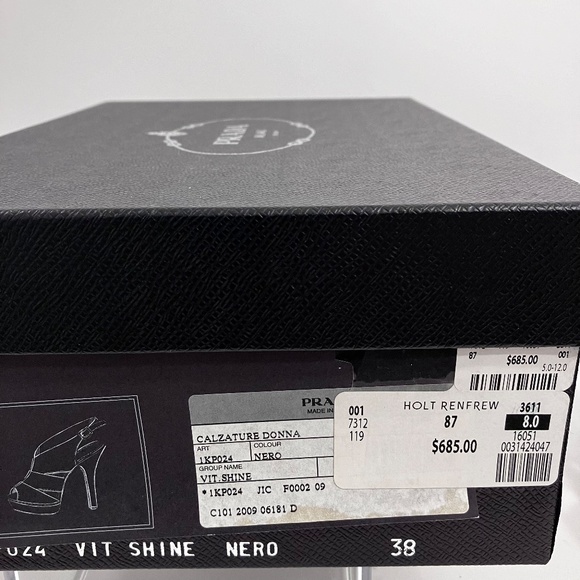 PRADA
87
001
$685.00
5.0-12.0
PRA
MADE IN
CALZATURE DONNA
ART
COLOUR
1KP024
NERO
GROUP NAME
VIT.SHINE
*1KP024 JIC F0002 09
C101 2009 06181 D
HOLT RENFREW
001
7312
119
87
$685.00
3611
8.0
16051
0031424047
P024 VIT SHINE NERO 38